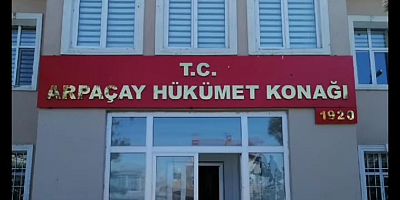 T.C.
ARPAÇAY HÜKÜMET KONAĞI
1920